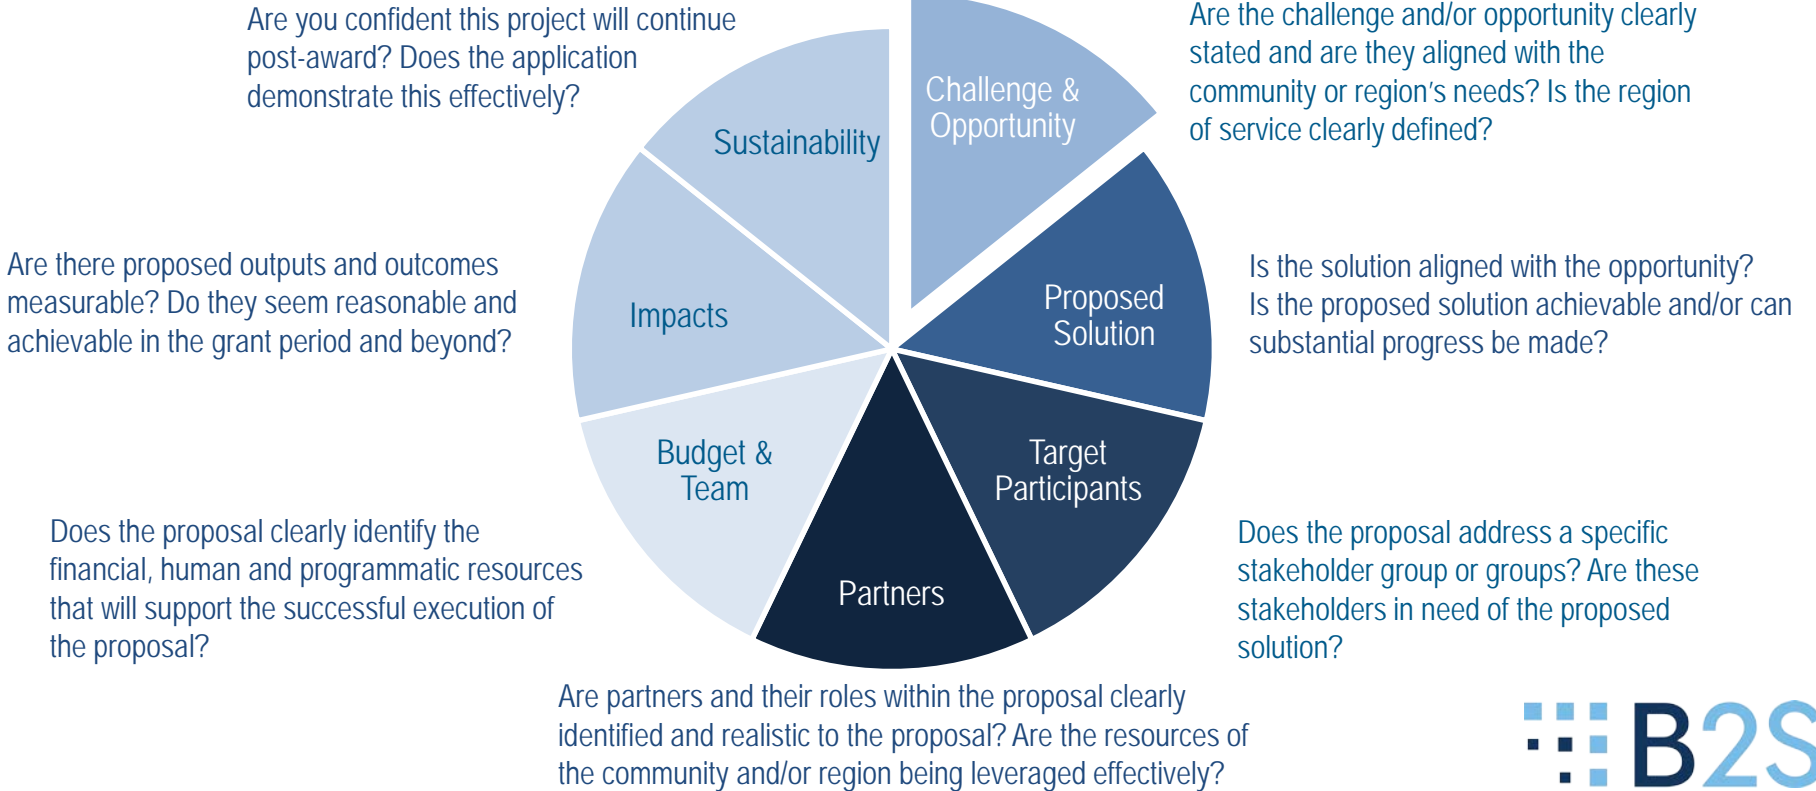 Are you confident this project will continue
post-award? Does the application
demonstrate this effectively?
Are the challenge and/or opportunity clearly
stated and are they aligned with the
community or region's needs? Is the region
of service clearly defined?
Challenge &
Opportunity
Sustainability
Are there proposed outputs and outcomes
measurable? Do they seem reasonable and
achievable in the grant period and beyond?
Impacts
Proposed
Solution
Is the solution aligned with the opportunity?
Is the proposed solution achievable and/or can
substantial progress be made?
Budget &
Team
Target
Participants
Does the proposal clearly identify the
financial, human and programmatic resources
that will support the successful execution of
the proposal?
Partners
Does the proposal address a specific
stakeholder group or groups? Are these
stakeholders in need of the proposed
solution?
Are partners and their roles within the proposal clearly
identified and realistic to the proposal? Are the resources of
the community and/or region being leveraged effectively?
B2S